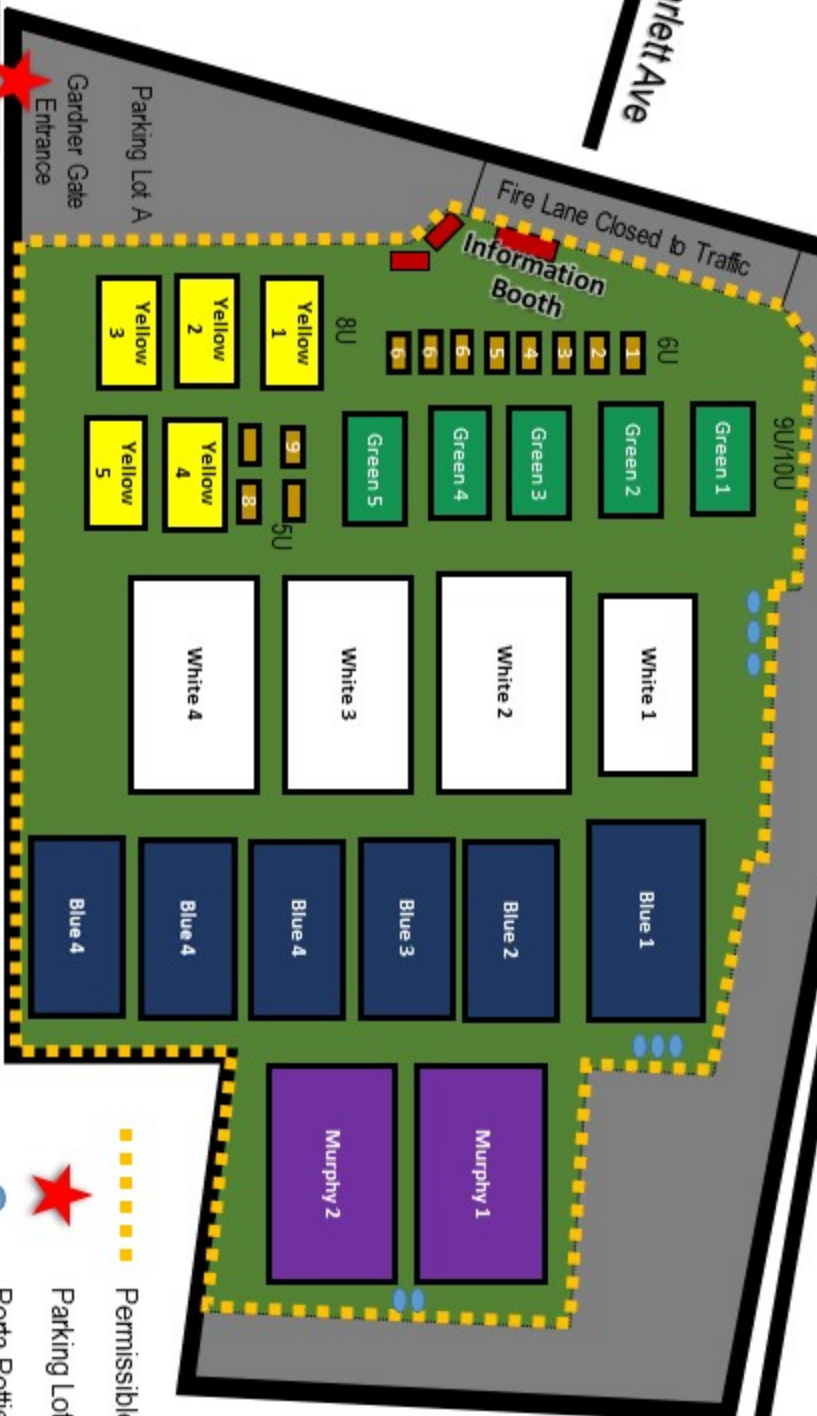 rlett Ave
Fire Lane Closed to Traffic
Information
Booth
Parking Lot A
Gardner Gate
Entrance
6U
1
2
3
4
5
6
6
6
8U
Yellow
1
Yellow
2
Yellow
3
Yellow
4
Yellow
5
5U
9
8
9U/10U
Green 1
Green 2
Green 3
Green 4
Green 5
White 1
White 2
White 3
White 4
Blue 1
Blue 2
Blue 3
Blue 4
Blue 4
Blue 4
Murphy 1
Murphy 2
Permissible
Parking Lot